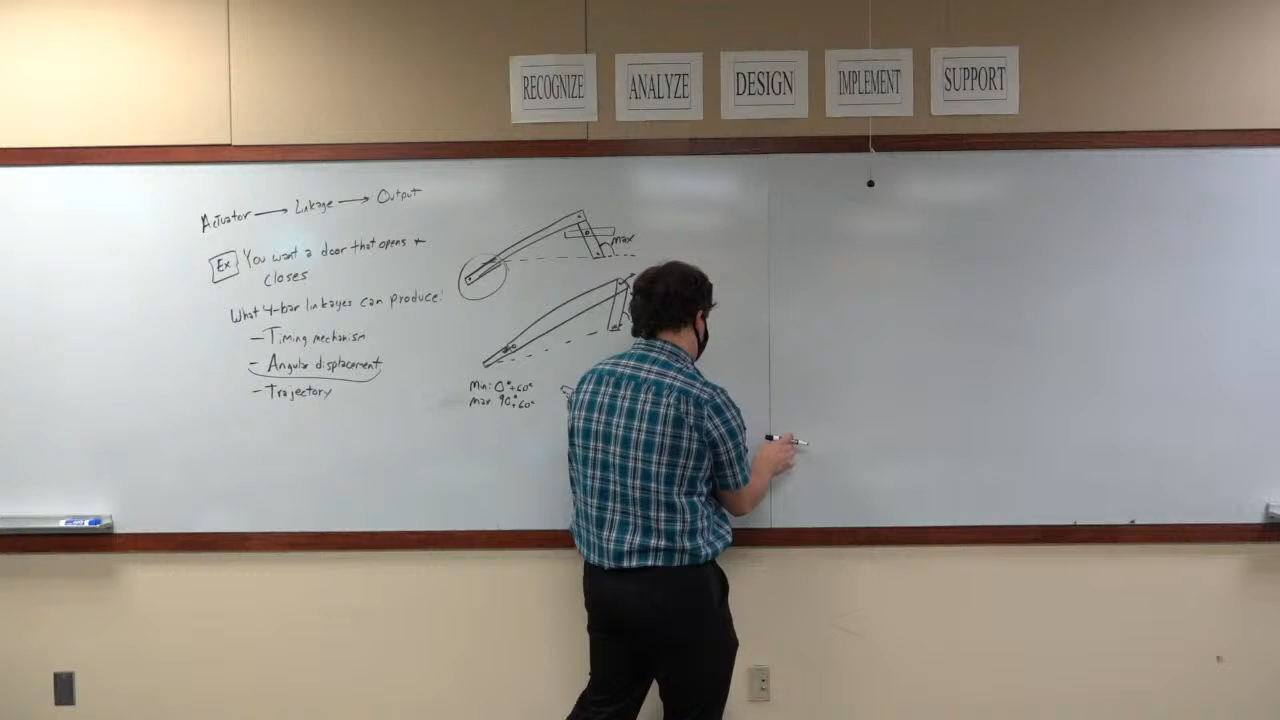 RECOGNIZE
ANALYZE
DESIGN
IMPLEMENT
SUPPORT
Actuator → Linkage → Output
Ex You want a door that opens +
closes
What 4-bar linkages can produce:
- Timing mechanism
- Angular displacement
- Trajectory
max
Min: 0°+60°
max 90°+60°